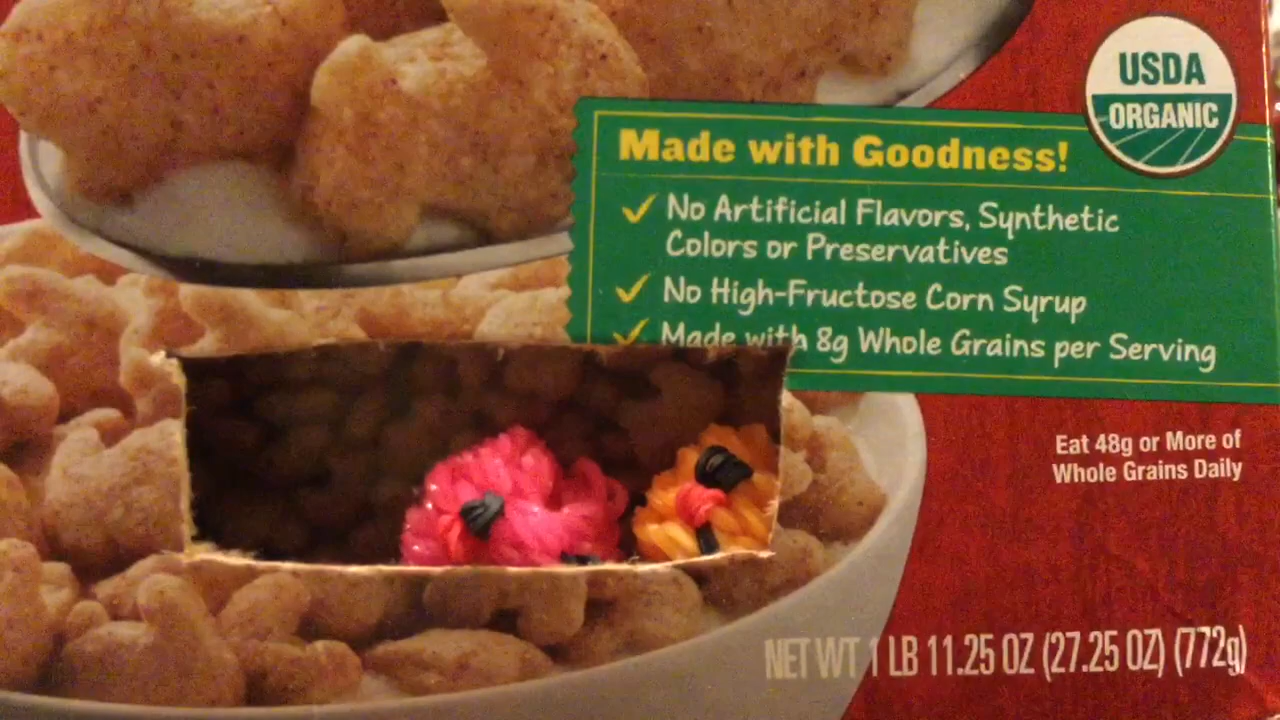 USDA
ORGANIC
Made with Goodness!
No Artificial Flavors, Synthetic
Colors or Preservatives
No High-Fructose Corn Syrup
Made with 8g Whole Grains per Serving
Eat 48g or More of
Whole Grains Daily
NET WT 1 LB 11.25 OZ (27.25 OZ) (772g)